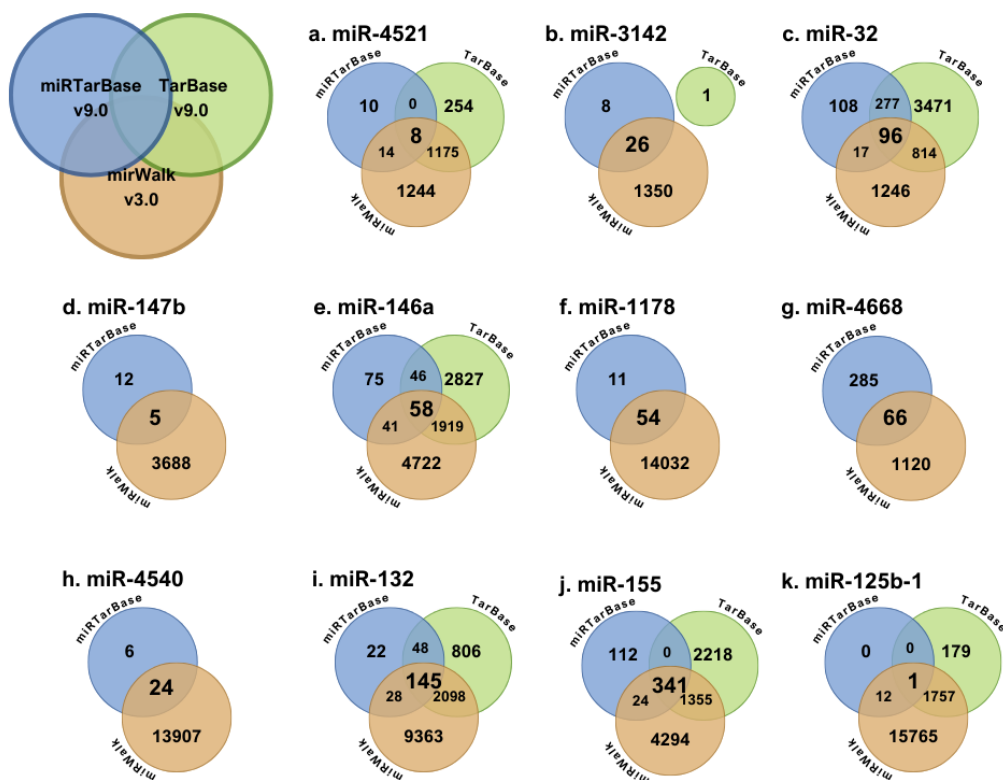 miRTarBase
v9.0
TarBase
v9.0
mirWalk
v3.0
a. miR-4521
miRTarBase
TarBase
10
0
254
8
14
1175
1244
miRWalk
b. miR-3142
miRTarBase
TarBase
8
1
26
1350
miRWalk
c. miR-32
miRTarBase
TarBase
108
277
3471
96
17
814
1246
miRWalk
d. miR-147b
miRTarBase
12
5
3688
miRWalk
e. miR-146a
miRTarBase
TarBase
75
46
2827
58
41
1919
4722
miRWalk
f. miR-1178
miRTarBase
11
54
14032
miRWalk
g. miR-4668
miRTarBase
285
66
1120
miRWalk
h. miR-4540
miRTarBase
6
24
13907
miRWalk
i. miR-132
miRTarBase
TarBase
22
48
806
145
28
2098
9363
miRWalk
j. miR-155
miRTarBase
TarBase
112
0
2218
341
24
1355
4294
miRWalk
k. miR-125b-1
miRTarBase
TarBase
0
0
179
1
12
1757
15765
miRWalk